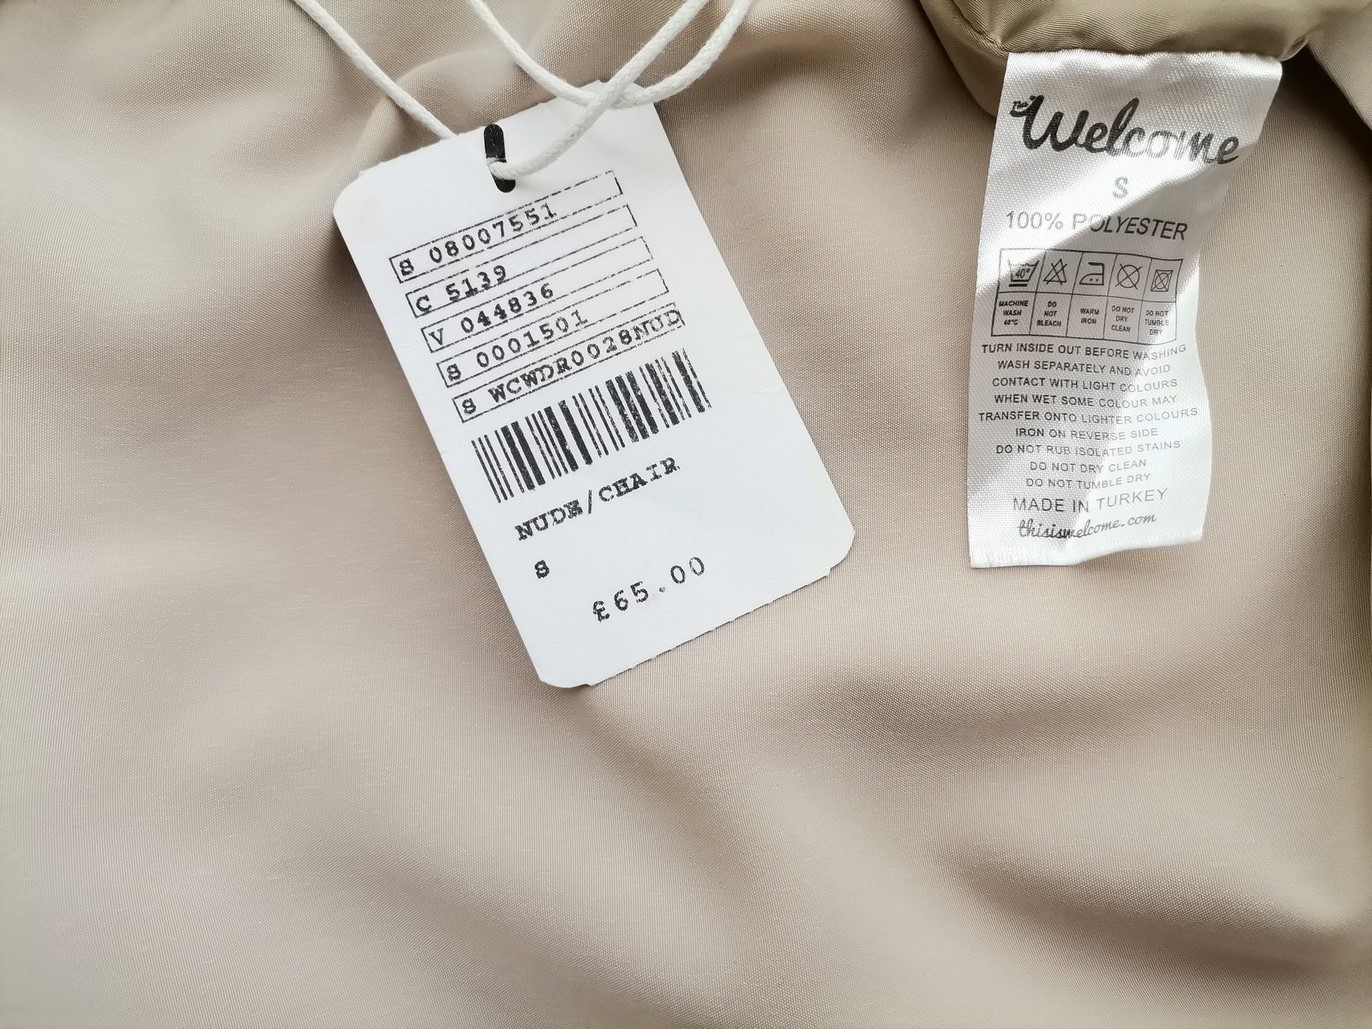 S 08007551
C 5139
V 044836
S 0001501
S WCWDR0028NUD
NUDE/CHAIR
S
£65.00
This is
Welcome
S
100% POLYESTER
40°
MACHINE WASH 40°C
DO NOT BLEACH
WARM IRON
DO NOT DRY CLEAN
DO NOT TUMBLE DRY
TURN INSIDE OUT BEFORE WASHING
WASH SEPARATELY AND AVOID
CONTACT WITH LIGHT COLOURS
WHEN WET SOME COLOUR MAY
TRANSFER ONTO LIGHTER COLOURS
IRON ON REVERSE SIDE
DO NOT RUB ISOLATED STAINS
DO NOT DRY CLEAN
DO NOT TUMBLE DRY
MADE IN TURKEY
thisiswelcome.com